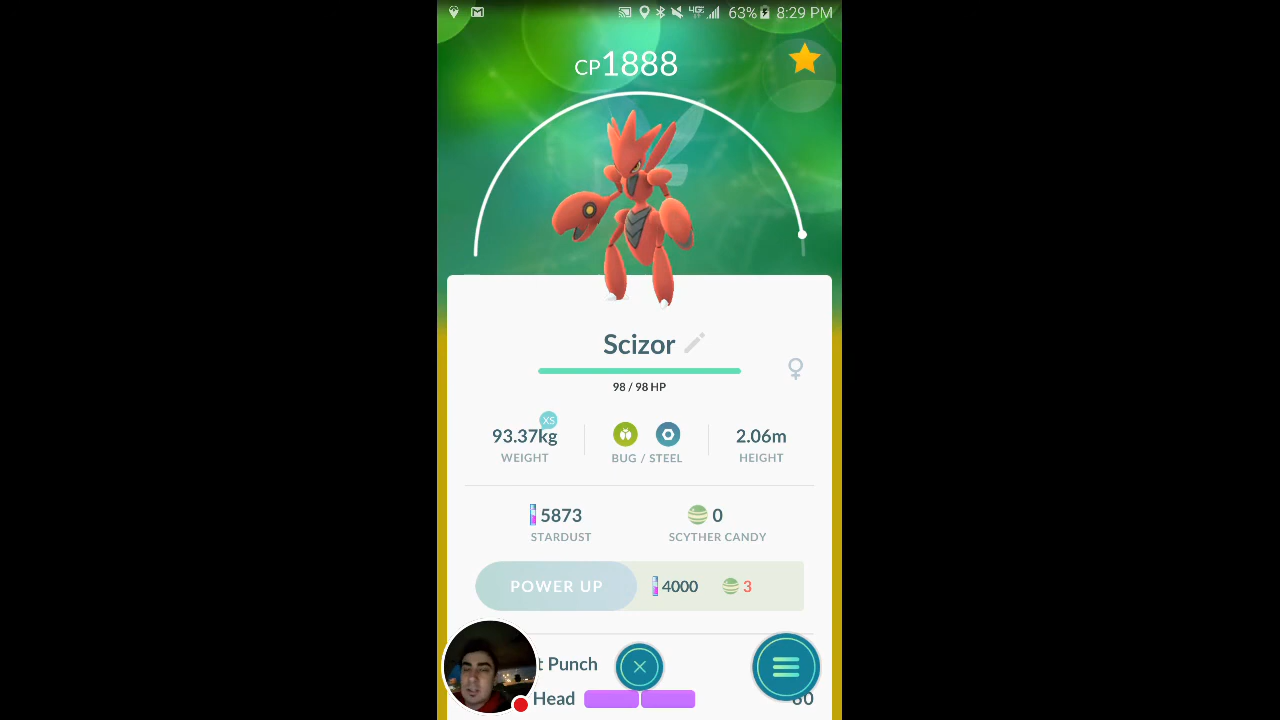 4G 63% 8:29 PM
CP1888
Scizor
98 / 98 HP
XS
93.37kg
2.06m
WEIGHT
BUG / STEEL
HEIGHT
5873
0
STARDUST
SCYTHER CANDY
POWER UP
4000
3
t Punch
Head